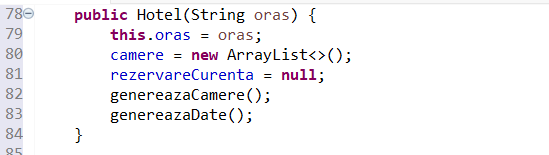 78 public Hotel(String oras) {
79 this.oras = oras;
80 camere = new ArrayList<>();
81 rezervareCurenta = null;
82 genereazaCamere();
83 genereazaDate();
84 }
85